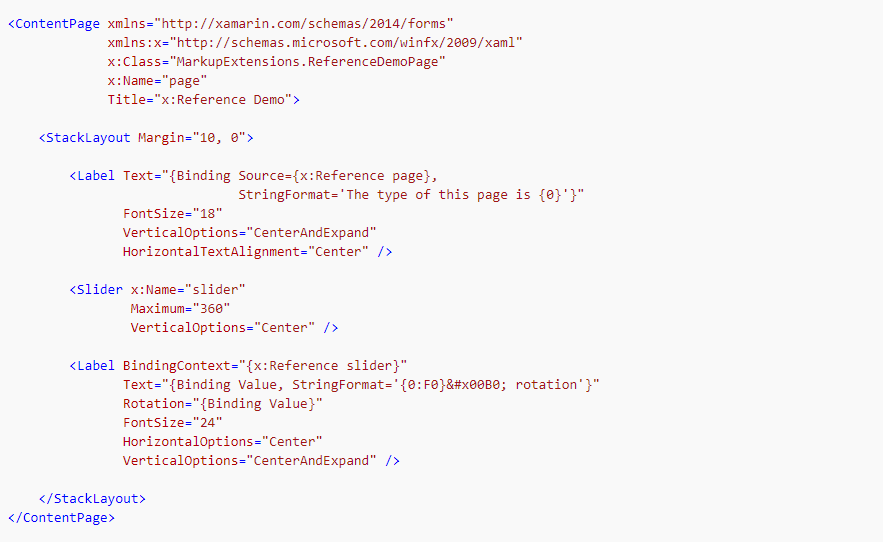 <ContentPage xmlns="http://xamarin.com/schemas/2014/forms"
             xmlns:x="http://schemas.microsoft.com/winfx/2009/xaml"
             x:Class="MarkupExtensions.ReferenceDemoPage"
             x:Name="page"
             Title="x:Reference Demo">
    <StackLayout Margin="10, 0">
        <Label Text="{Binding Source={x:Reference page},
                              StringFormat='The type of this page is {0}'}"
               FontSize="18"
               VerticalOptions="CenterAndExpand"
               HorizontalTextAlignment="Center" />
        <Slider x:Name="slider"
                Maximum="360"
                VerticalOptions="Center" />
        <Label BindingContext="{x:Reference slider}"
               Text="{Binding Value, StringFormat='{0:F0}&#x00B0; rotation'}"
               Rotation="{Binding Value}"
               FontSize="24"
               HorizontalOptions="Center"
               VerticalOptions="CenterAndExpand" />
    </StackLayout>
</ContentPage>